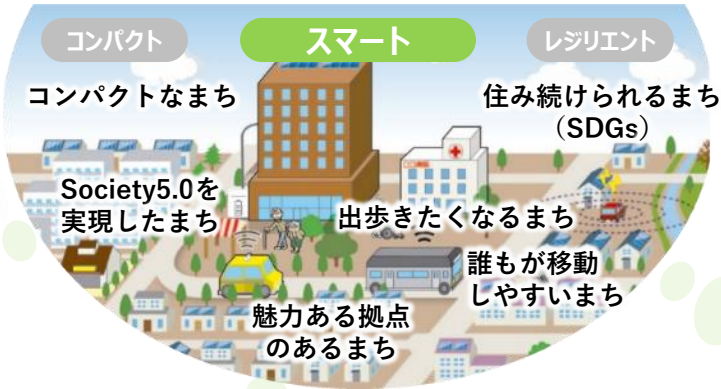 コンパクト
スマート
レジリエント
コンパクトなまち
住み続けられるまち
（SDGs）
Society5.0を
実現したまち
出歩きたくなるまち
誰もが移動
しやすいまち
魅力ある拠点
のあるまち